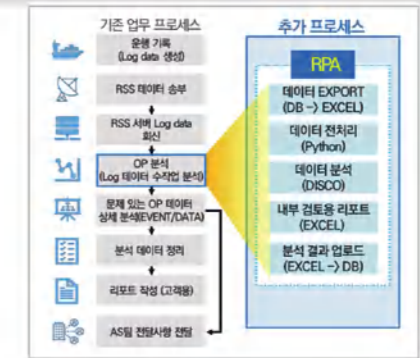 기존 업무 프로세스
운행 기록
(Log data 생성)
RSS 데이터 송부
RSS 서버 Log data
회신
OP 분석
(Log 데이터 수작업 분석)
문제 있는 OP 데이터
상세 분석(EVENT/DATA)
분석 데이터 정리
리포트 작성 (고객용)
AS팀 전달사항 전달
추가 프로세스
RPA
데이터 EXPORT
(DB -> EXCEL)
데이터 전처리
(Python)
데이터 분석
(DISCO)
내부 검토용 리포트
(EXCEL)
분석 결과 업로드
(EXCEL -> DB)